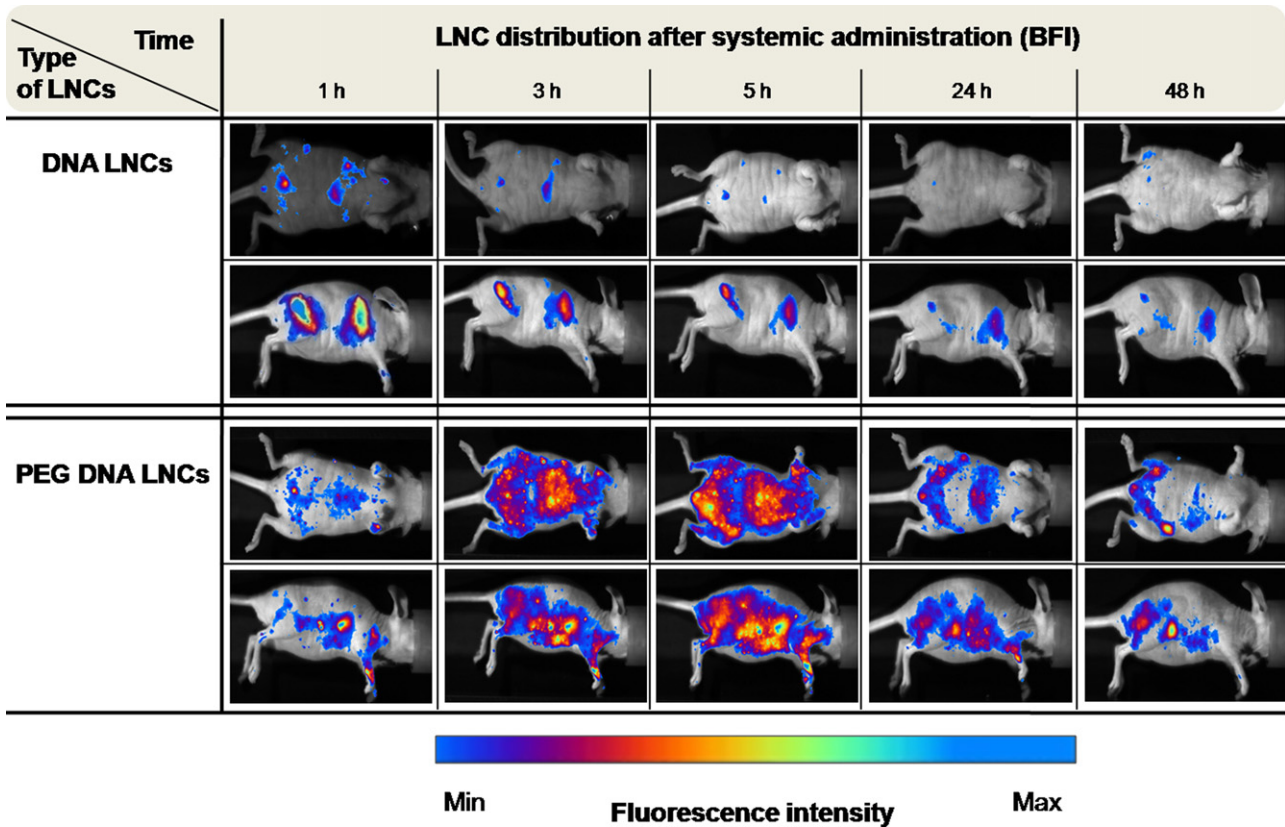 Time
Type
of LNCs
LNC distribution after systemic administration (BFI)
1 h
3 h
5 h
24 h
48 h
DNA LNCs
PEG DNA LNCs
Min
Max
Fluorescence intensity